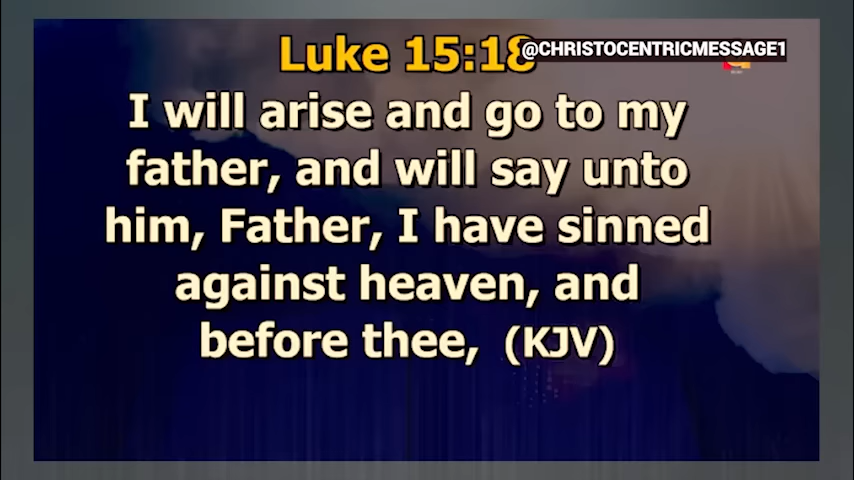 Luke 15:18
@CHRISTOCENTRICMESSAGE1
I will arise and go to my
father, and will say unto
him, Father, I have sinned
against heaven, and
before thee, (KJV)